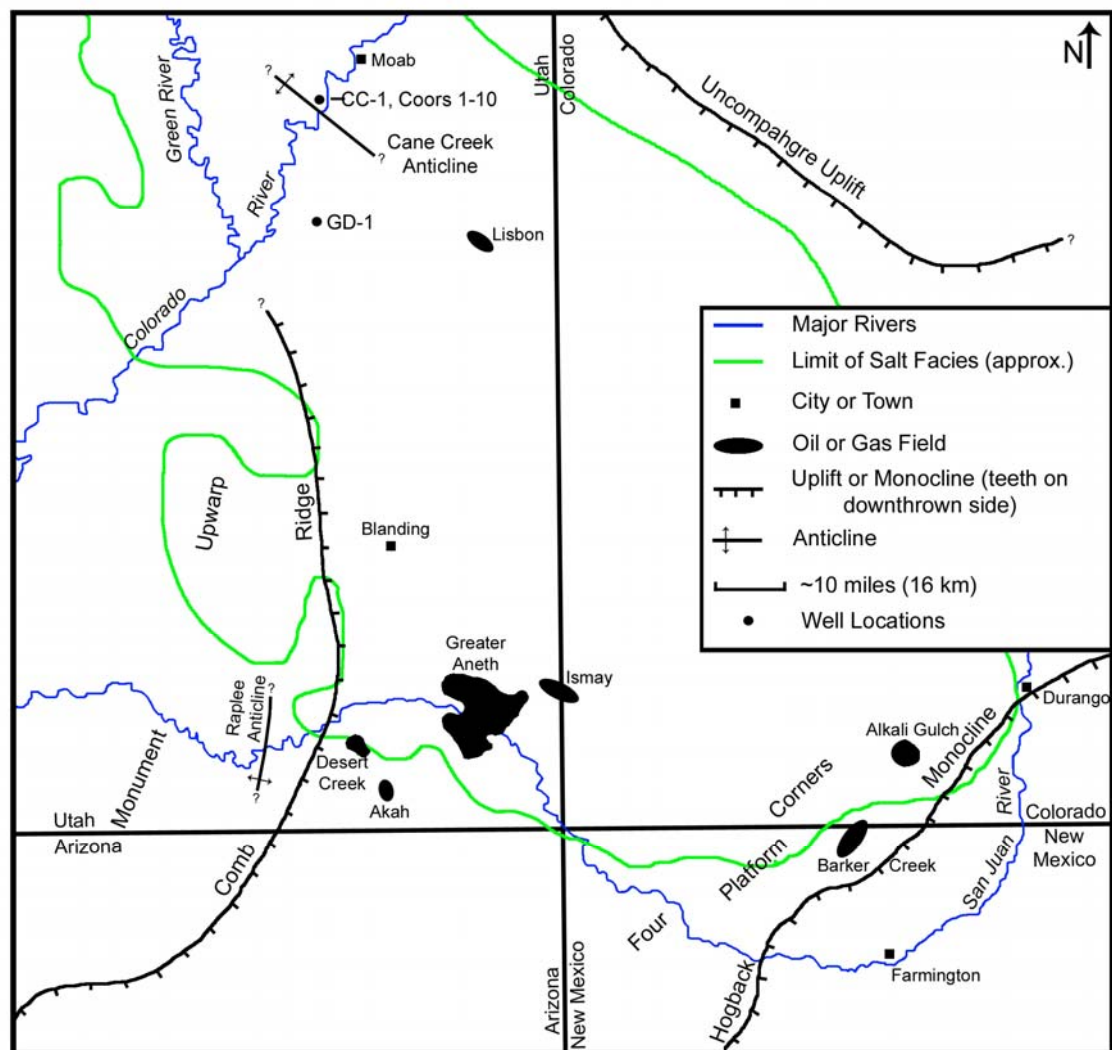 N
Moab
Utah
Colorado
Green River
CC-1, Coors 1-10
Uncompahgre Uplift
?
Cane Creek
Anticline
?
River
GD-1
Lisbon
?
Colorado
?
Major Rivers
Limit of Salt Facies (approx.)
City or Town
Oil or Gas Field
Uplift or Monocline (teeth on
downthrown side)
Anticline
~10 miles (16 km)
Well Locations
Upwarp
Ridge
Blanding
Greater
Aneth
Ismay
?
Raplee
Anticline
Durango
Alkali Gulch
Monocline
Desert
Creek
Monument
Corners
?
Akah
River
Utah
Arizona
Colorado
New
Mexico
Platform
Barker
Creek
Comb
San Juan
Four
Arizona
New Mexico
Hogback
Farmington